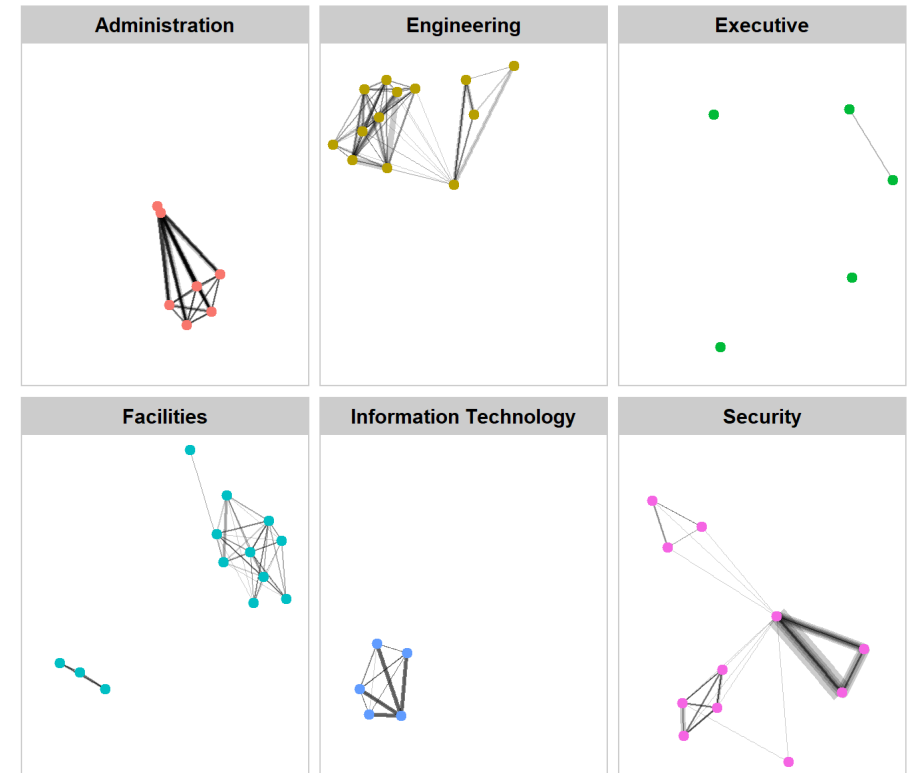 Administration
Engineering
Executive
Facilities
Information Technology
Security